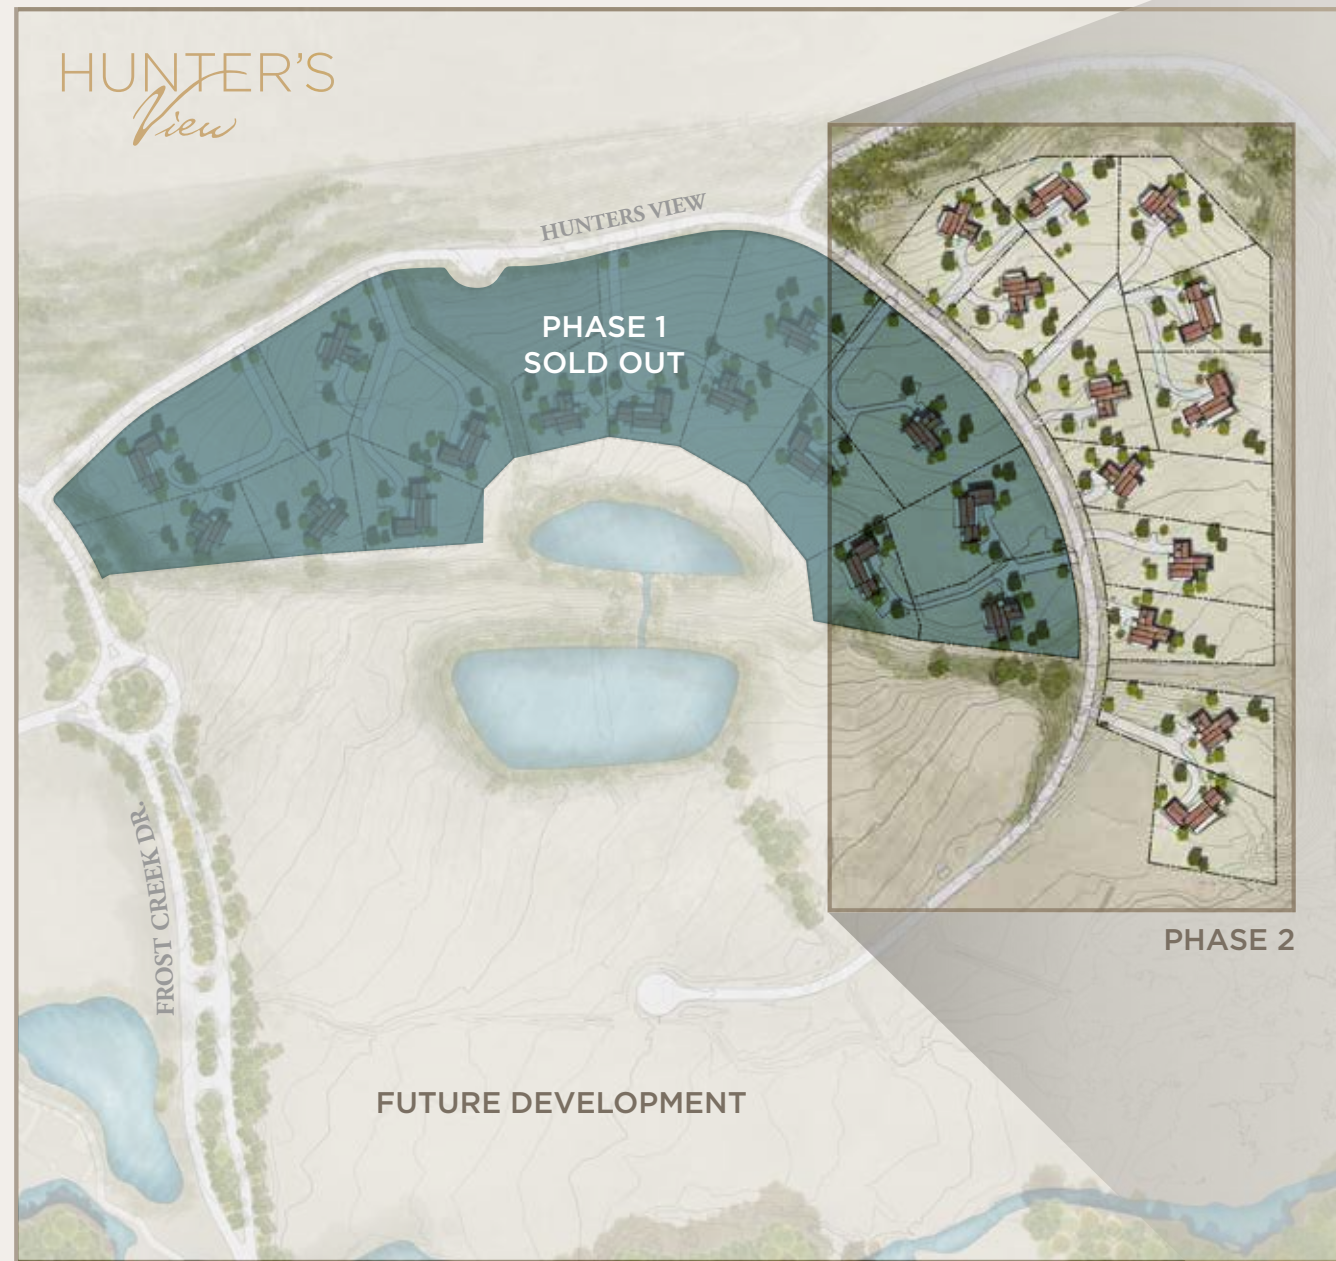 HUNTER'S
View
HUNTERS VIEW
PHASE 1
SOLD OUT
FROST CREEK DR.
PHASE 2
FUTURE DEVELOPMENT